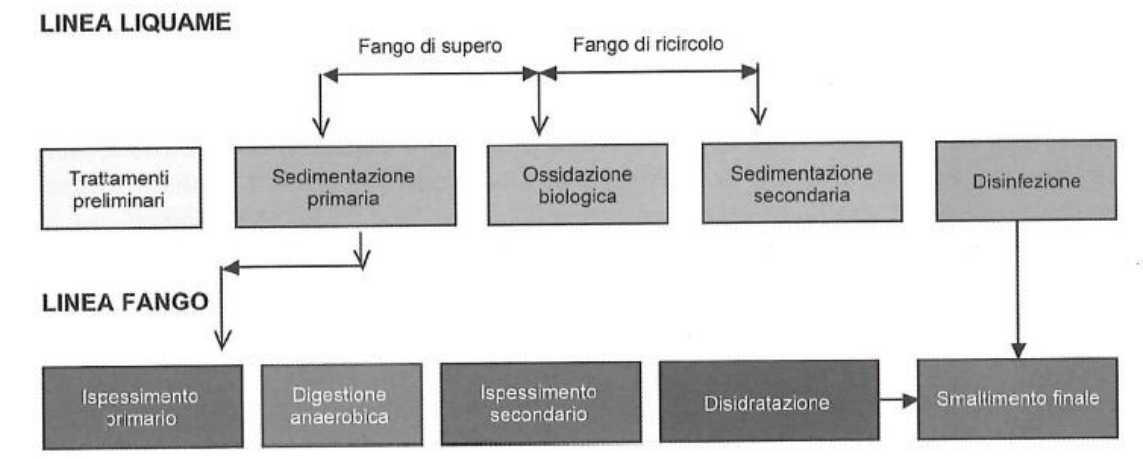 LINEA LIQUAME
Fango di supero
Fango di ricircolo
Trattamenti
preliminari
Sedimentazione
primaria
Ossidazione
biologica
Sedimentazione
secondaria
Disinfezione
LINEA FANGO
Ispessimento
primario
Digestione
anaerobica
Ispessimento
secondario
Disidratazione
Smaltimento finale